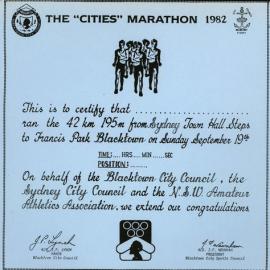 THE "CITIES" MARATHON 1982
This is to certify that ....................
ran the 42 km 195m from Sydney Town Hall Steps
to Francis Park Blacktown on Sunday September 19th
TIME:.... HRS.... MIN.... SEC
POSITION:..........
On behalf of the Blacktown City Council, the
Sydney City Council and the N.S.W. Amateur
Athletics Association, we extend our congratulations
MAYOR
Blacktown City Council
PRESIDENT
Blacktown City Sports Council